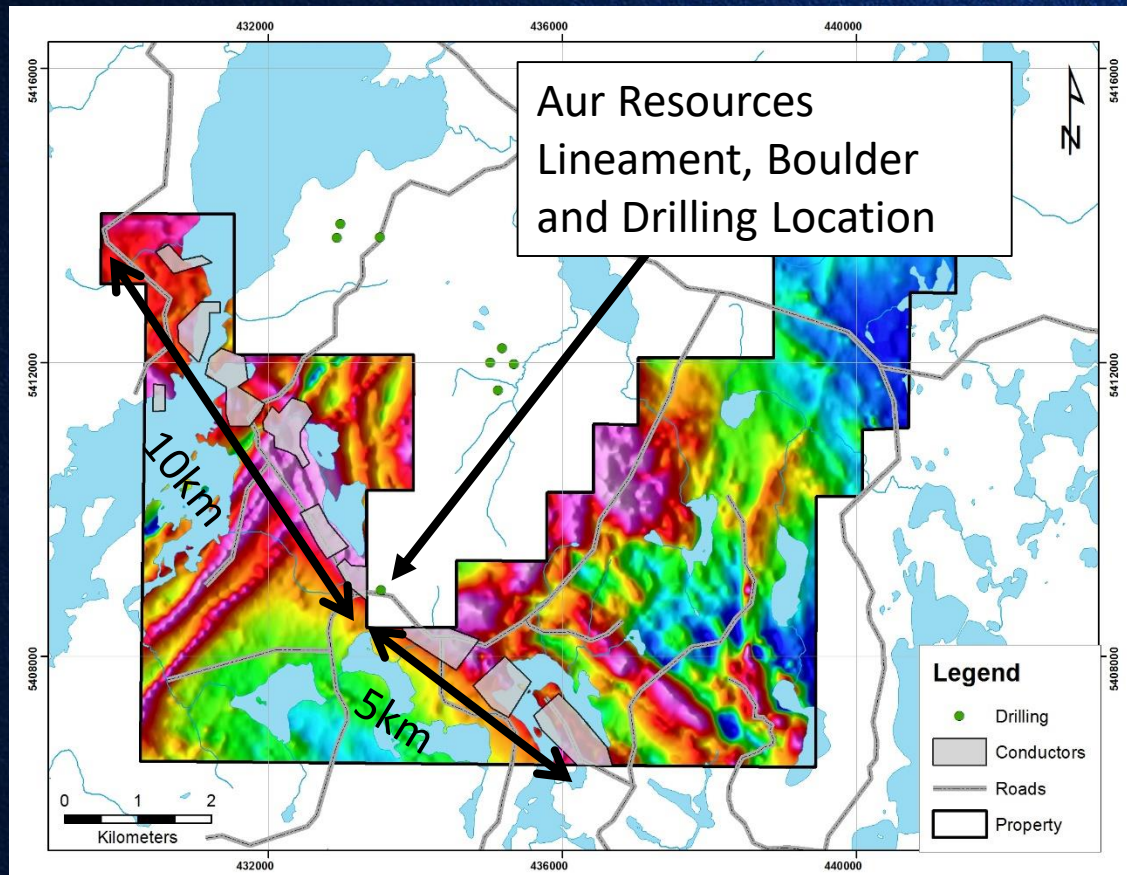 432000
436000
440000
5416000
5416000
Aur Resources
Lineament, Boulder
and Drilling Location
N
5412000
5412000
10km
5km
5408000
5408000
Legend
Drilling
Conductors
Roads
Property
0 1 2
Kilometers
432000
436000
440000